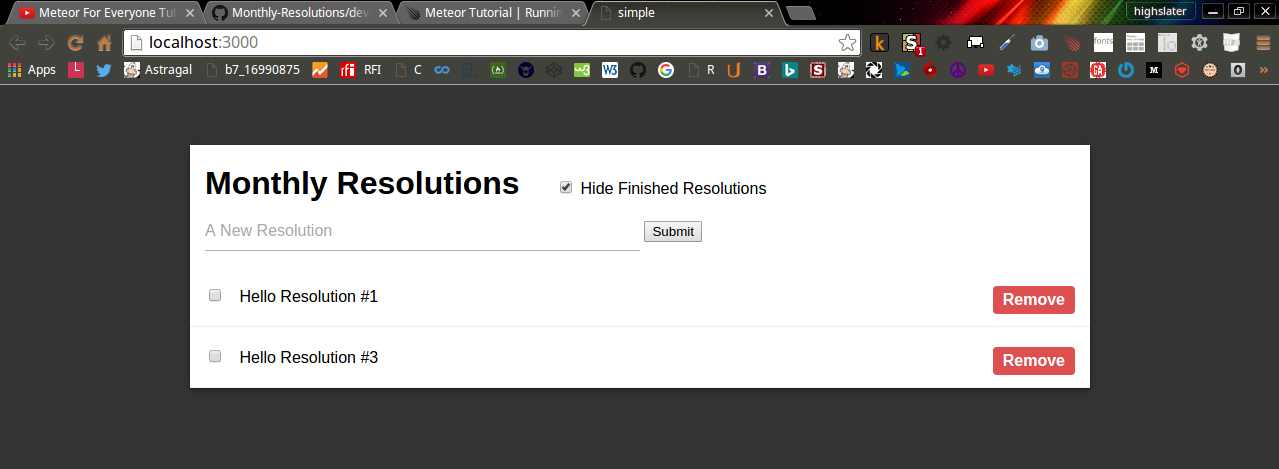 Meteor For Everyone Tut Monthly-Resolutions/dev Meteor Tutorial | Runnin simple highslater
localhost:3000 fonts
Apps Astragal b7_16990875 RFI C R
Monthly Resolutions Hide Finished Resolutions
A New Resolution Submit
Hello Resolution #1 Remove
Hello Resolution #3 Remove